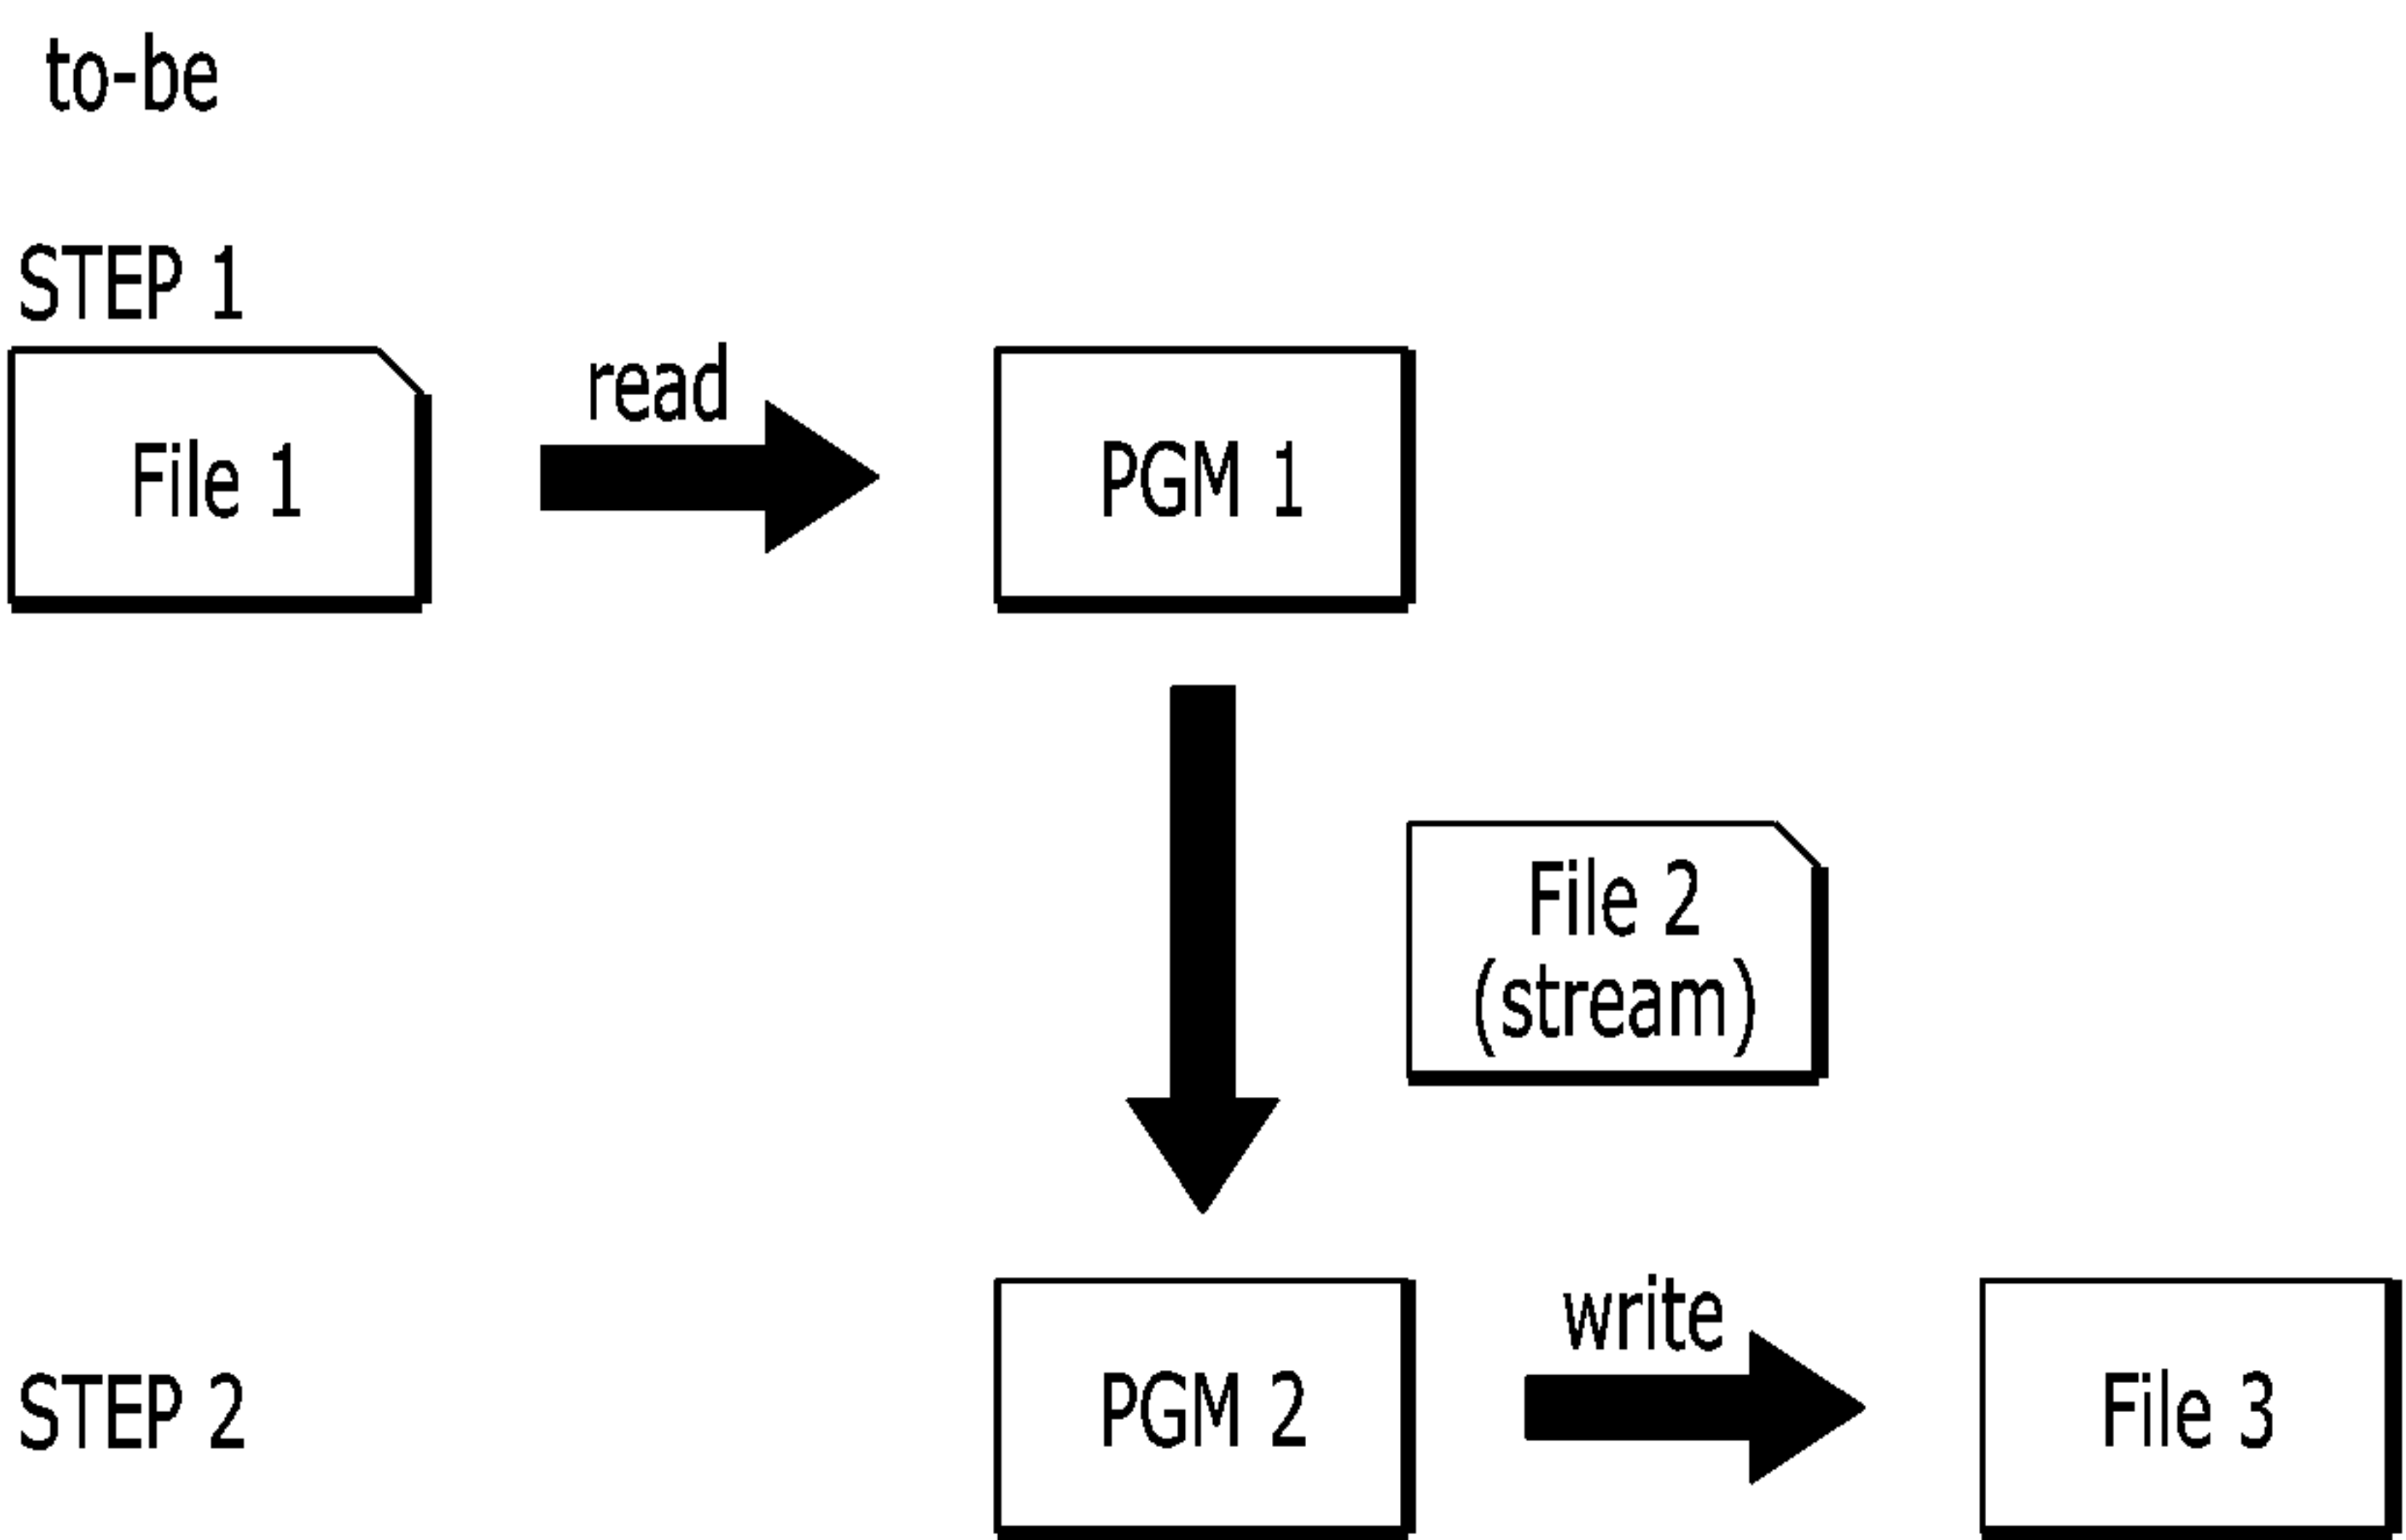 to-be
STEP 1
File 1
read
PGM 1
File 2
(stream)
STEP 2
PGM 2
write
File 3